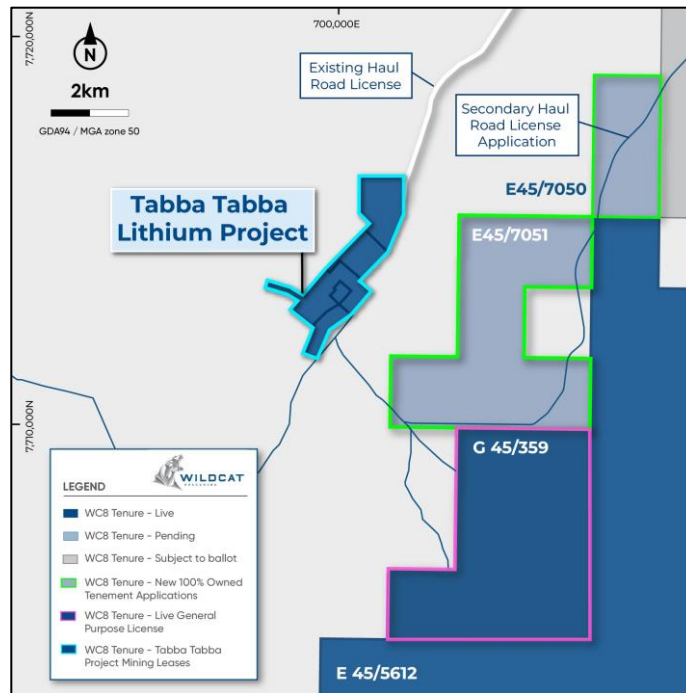 700,000E
7,720,000N
N
2km
GDA94 / MGA zone 50
Existing Haul
Road License
Secondary Haul
Road License
Application
E45/7050
Tabba Tabba
Lithium Project
E45/7051
7,710,000N
G 45/359
WILDCAT
RESOURCES
LEGEND
WC8 Tenure - Live
WC8 Tenure - Pending
WC8 Tenure - Subject to ballot
WC8 Tenure - New 100% Owned
Tenement Applications
WC8 Tenure - Live General
Purpose License
WC8 Tenure - Tabba Tabba
Project Mining Leases
E 45/5612